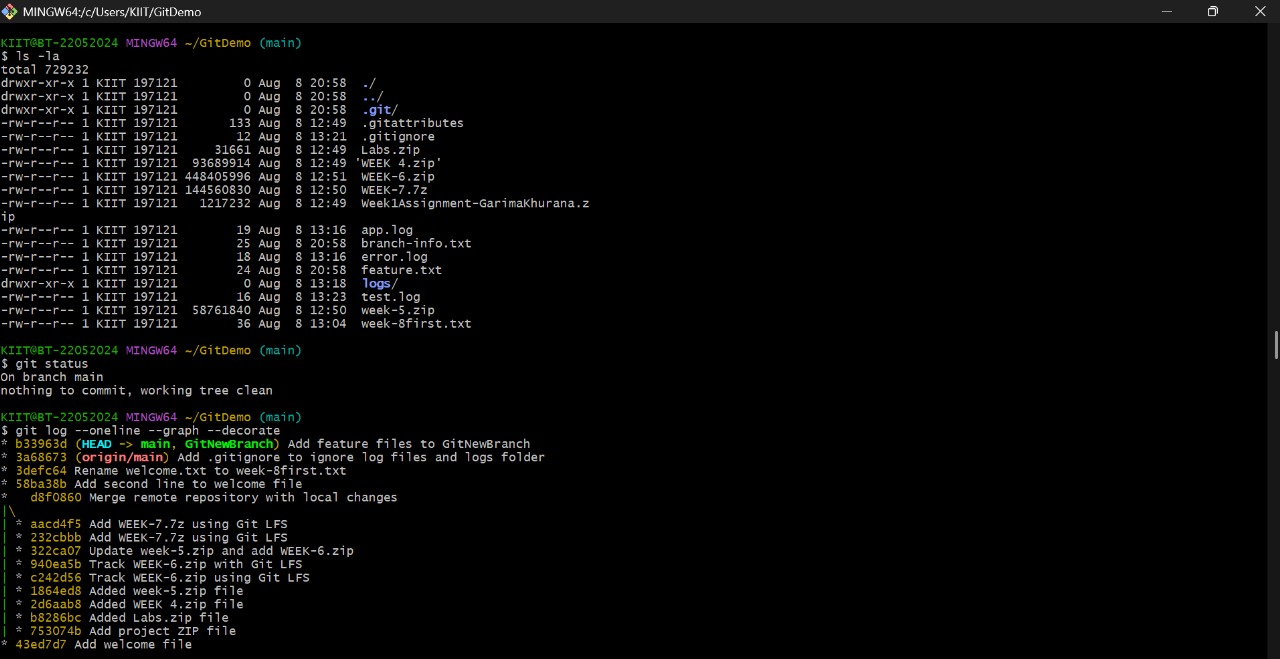 MINGW64:/c/Users/KIIT/GitDemo
KIIT@BT-22052024 MINGW64 ~/GitDemo (main)
$ ls -la
total 729232
drwxr-xr-x 1 KIIT 197121         0 Aug  8 20:58  ./
drwxr-xr-x 1 KIIT 197121         0 Aug  8 20:58  ../
drwxr-xr-x 1 KIIT 197121         0 Aug  8 20:58  .git/
-rw-r--r-- 1 KIIT 197121       133 Aug  8 12:49  .gitattributes
-rw-r--r-- 1 KIIT 197121        12 Aug  8 13:21  .gitignore
-rw-r--r-- 1 KIIT 197121     31661 Aug  8 12:49  Labs.zip
-rw-r--r-- 1 KIIT 197121  93689914 Aug  8 12:49 'WEEK 4.zip'
-rw-r--r-- 1 KIIT 197121 448405996 Aug  8 12:51  WEEK-6.zip
-rw-r--r-- 1 KIIT 197121 144560830 Aug  8 12:50  WEEK-7.7z
-rw-r--r-- 1 KIIT 197121   1217232 Aug  8 12:49  Week1Assignment-GarimaKhurana.z
ip
-rw-r--r-- 1 KIIT 197121        19 Aug  8 13:16  app.log
-rw-r--r-- 1 KIIT 197121        25 Aug  8 20:58  branch-info.txt
-rw-r--r-- 1 KIIT 197121        18 Aug  8 13:16  error.log
-rw-r--r-- 1 KIIT 197121        24 Aug  8 20:58  feature.txt
drwxr-xr-x 1 KIIT 197121         0 Aug  8 13:18  logs/
-rw-r--r-- 1 KIIT 197121        16 Aug  8 13:23  test.log
-rw-r--r-- 1 KIIT 197121  58761840 Aug  8 12:50  week-5.zip
-rw-r--r-- 1 KIIT 197121        36 Aug  8 13:04  week-8first.txt
KIIT@BT-22052024 MINGW64 ~/GitDemo (main)
$ git status
On branch main
nothing to commit, working tree clean
KIIT@BT-22052024 MINGW64 ~/GitDemo (main)
$ git log --oneline --graph --decorate
* b33963d (HEAD -> main, GitNewBranch) Add feature files to GitNewBranch
* 3a68673 (origin/main) Add .gitignore to ignore log files and logs folder
* 3defc64 Rename welcome.txt to week-8first.txt
* 58ba38b Add second line to welcome file
*   d8f0860 Merge remote repository with local changes
|\
| * aacd4f5 Add WEEK-7.7z using Git LFS
| * 232cbbb Add WEEK-7.7z using Git LFS
| * 322ca07 Update week-5.zip and add WEEK-6.zip
| * 940ea5b Track WEEK-6.zip with Git LFS
| * c242d56 Track WEEK-6.zip using Git LFS
| * 1864ed8 Added week-5.zip file
| * 2d6aab8 Added WEEK 4.zip file
| * b8286bc Added Labs.zip file
| * 753074b Add project ZIP file
* 43ed7d7 Add welcome file